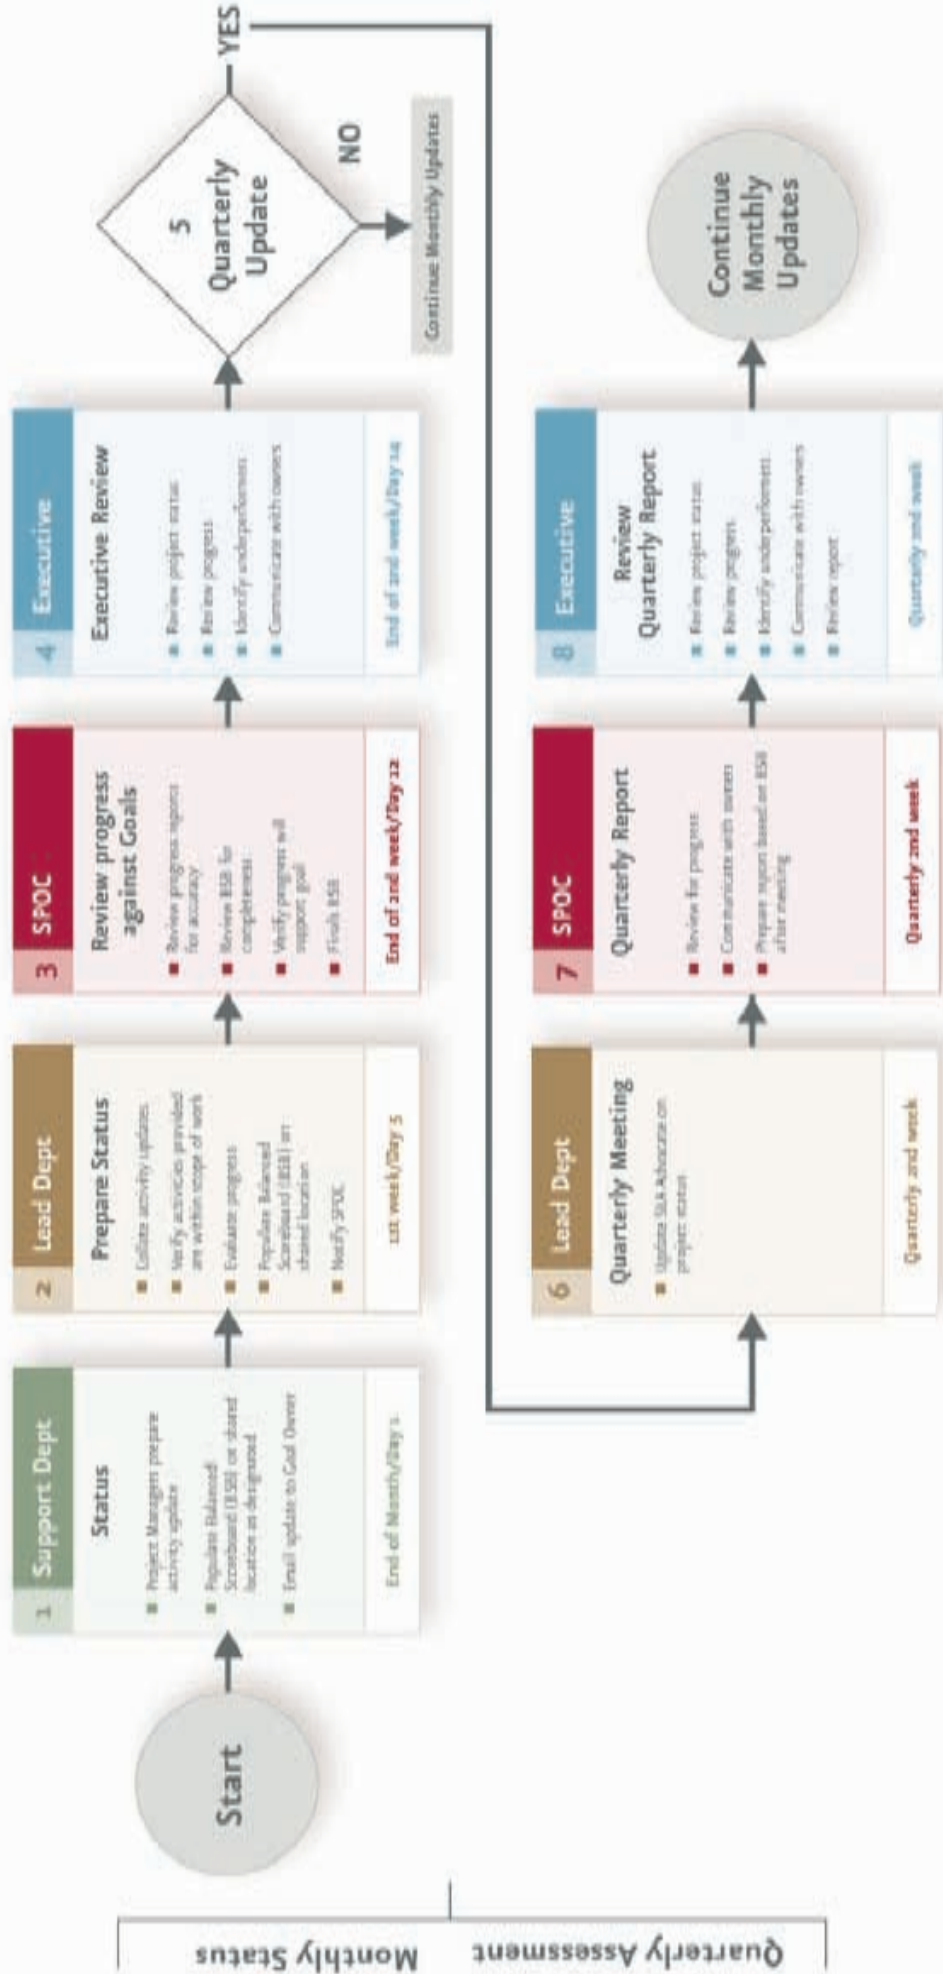 Monthly Status
Start
1 Support Dept
Status
Project Managers prepare
activity update
Populate Balanced
Scoreboard (BSB) on shared
location as designated
Email update to Goal Owner
End of Month/Day 1
2 Lead Dept
Prepare Status
Collate activity updates
Verify activities provided
are within scope of work
Evaluate progress
Populate Balanced
Scoreboard (BSB) on
shared location
Notify SPOC
1st week/Day 5
3 SPOC
Review progress
against Goals
Review progress reports
for accuracy
Review BSB for
completeness
Verify progress will
support goal
BSB
End of 2nd week/Day 12
4 Executive
Executive Review
Review project status
Review progress
Identify underperformers
Communicate with owners
End of 2nd week/Day 14
5
Quarterly
Update
YES
NO
Continue Monthly Updates
Quarterly Assessment
6 Lead Dept
Quarterly Meeting
Update SLA Advocate on
project status
Quarterly 2nd week
7 SPOC
Quarterly Report
Review for progress
Communicate with owners
Prepare report based on BSB
after meeting
Quarterly 2nd week
8 Executive
Review
Quarterly Report
Review project status
Review progress
Identify underperformers
Communicate with owners
Review report
Quarterly 2nd week
Continue
Monthly
Updates